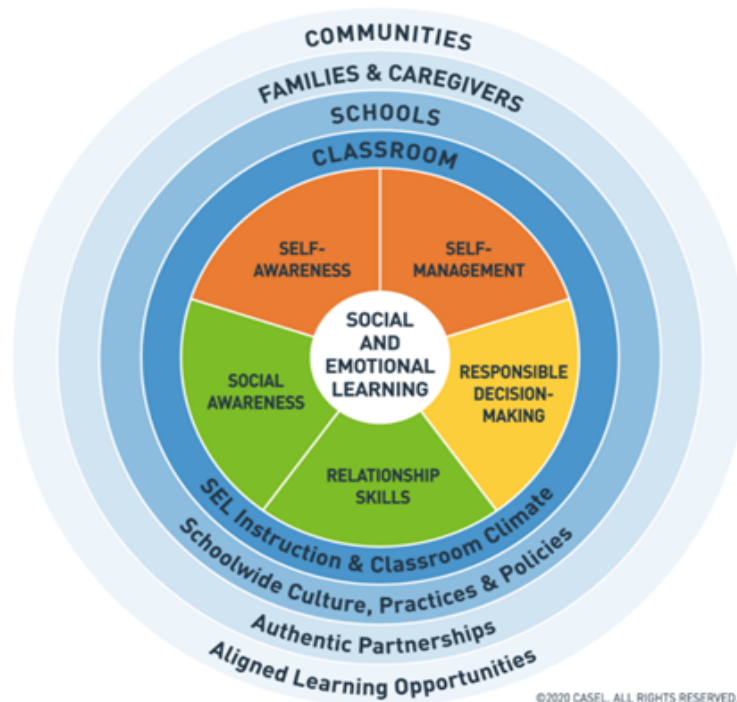 COMMUNITIES
FAMILIES & CAREGIVERS
SCHOOLS
CLASSROOM
SELF-
AWARENESS
SELF-
MANAGEMENT
SOCIAL
AND
EMOTIONAL
LEARNING
SOCIAL
AWARENESS
RESPONSIBLE
DECISION-
MAKING
RELATIONSHIP
SKILLS
SEL Instruction & Classroom Climate
Schoolwide Culture, Practices & Policies
Authentic Partnerships
Aligned Learning Opportunities
©2020 CASEL. ALL RIGHTS RESERVED.